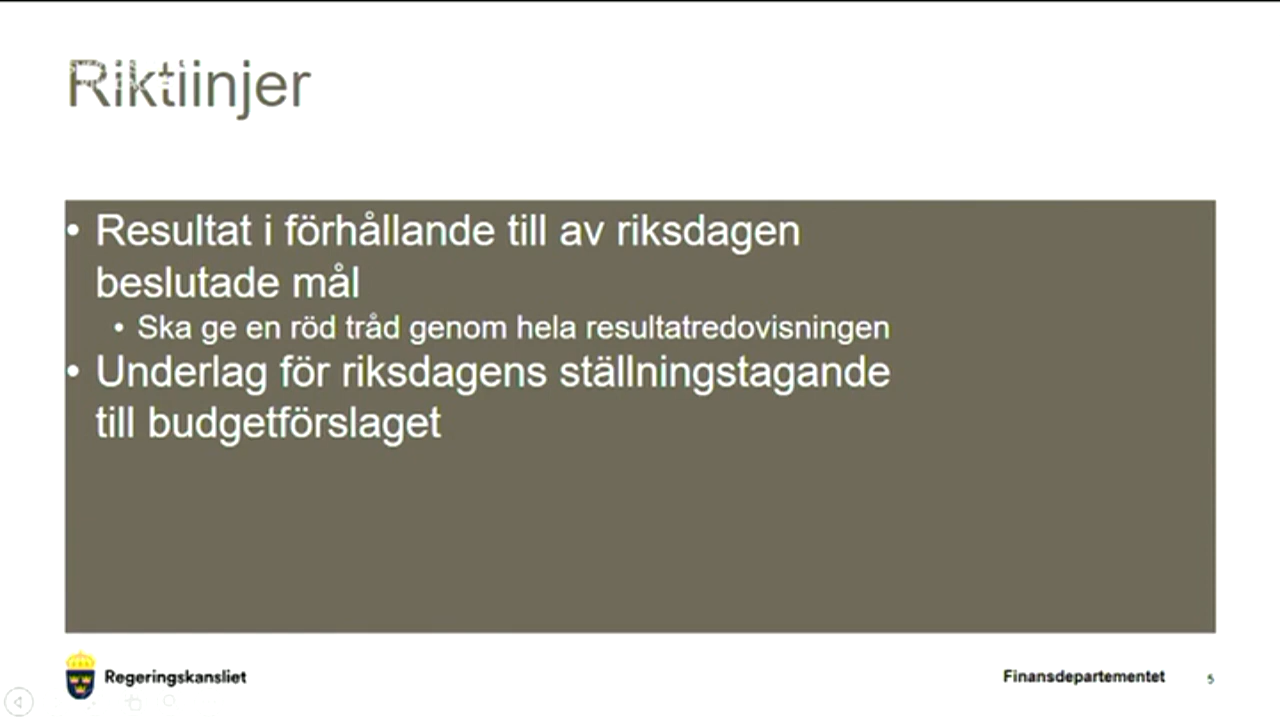 Riktlinjer
• Resultat i förhållande till av riksdagen
beslutade mål
• Ska ge en röd tråd genom hela resultatredovisningen
• Underlag för riksdagens ställningstagande
till budgetförslaget
Regeringskansliet
Finansdepartementet
5